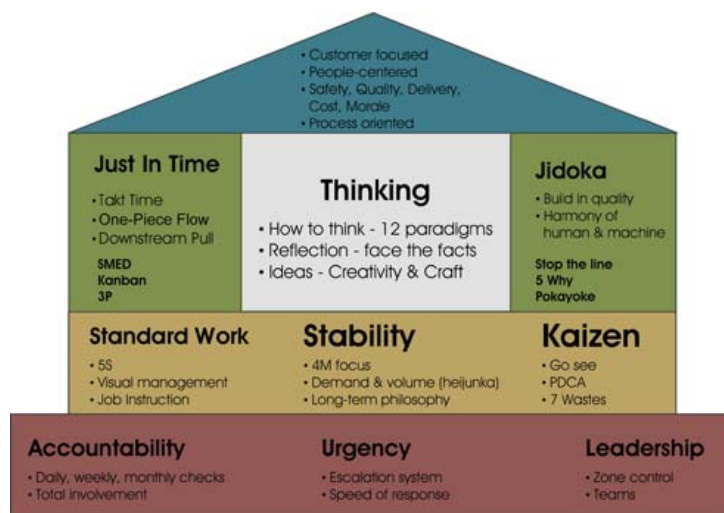 • Customer focused
• People-centered
• Safety, Quality, Delivery,
Cost, Morale
• Process oriented
Just In Time
• Takt Time
• One-Piece Flow
• Downstream Pull
SMED
Kanban
3P
Thinking
• How to think - 12 paradigms
• Reflection - face the facts
• Ideas - Creativity & Craft
Jidoka
• Build in quality
• Harmony of
human & machine
Stop the line
5 Why
Pokayoke
Standard Work
• 5S
• Visual management
• Job Instruction
Stability
• 4M focus
• Demand & volume (heijunka)
• Long-term philosophy
Kaizen
• Go see
• PDCA
• 7 Wastes
Accountability
• Daily, weekly, monthly checks
• Total involvement
Urgency
• Escalation system
• Speed of response
Leadership
• Zone control
• Teams